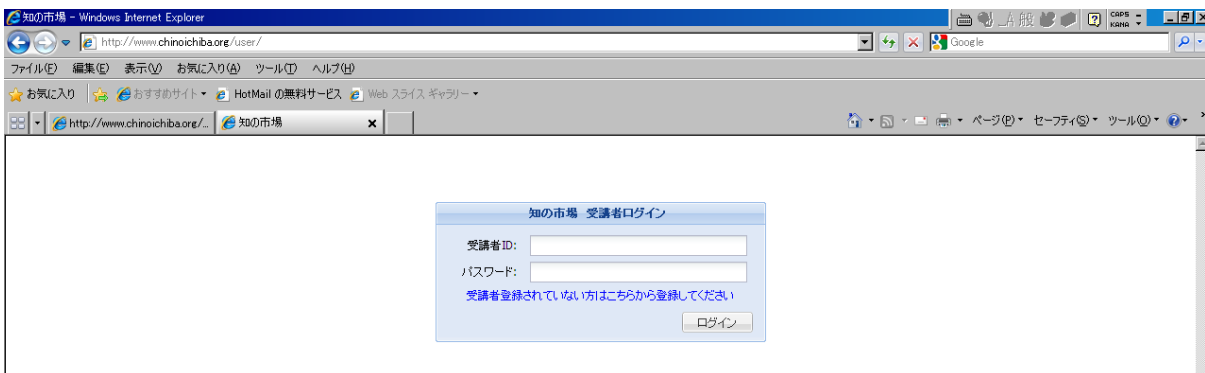 知の市場 - Windows Internet Explorer
A 般 CAPS KANA
http://www.chinoichiba.org/user/ Google
ファイル(F) 編集(E) 表示(V) お気に入り(A) ツール(T) ヘルプ(H)
お気に入り おすすめサイト HotMail の無料サービス Web スライス ギャラリー
http://www.chinoichiba.org/... 知の市場 ページ(P) セーフティ(S) ツール(O)
知の市場 受講者ログイン
受講者ID:
パスワード:
受講者登録されていない方はこちらから登録してください
ログイン